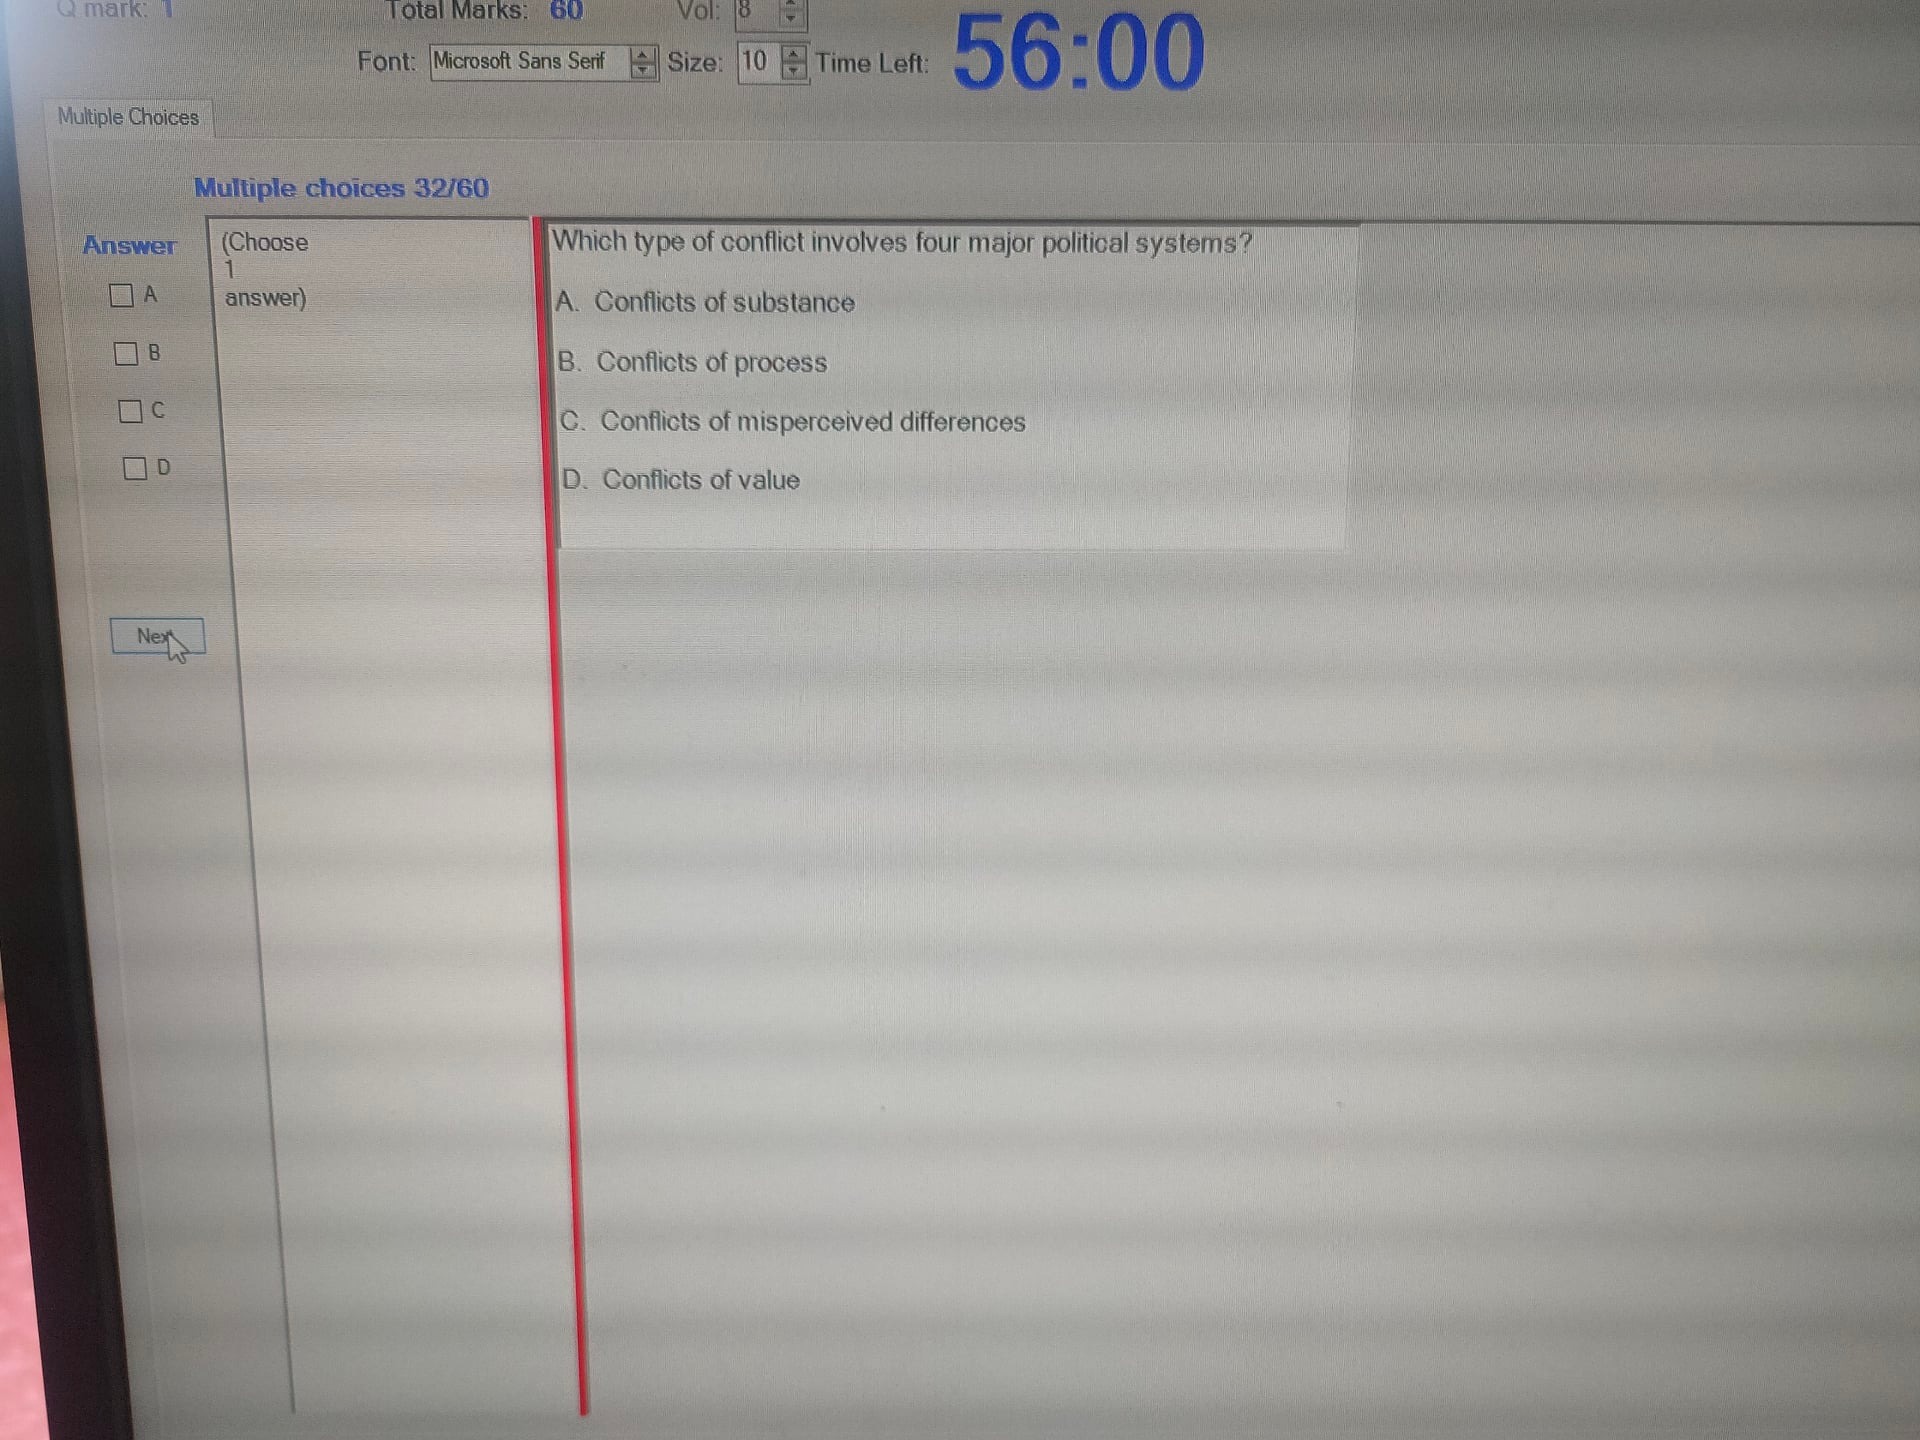 Q mark: 1 Total Marks: 60 Vol: 8
Font: Microsoft Sans Serif Size: 10 Time Left: 56:00
Multiple Choices
Multiple choices 32/60
Answer
A
B
C
D
Next
(Choose
1
answer)
Which type of conflict involves four major political systems?
A. Conflicts of substance
B. Conflicts of process
C. Conflicts of misperceived differences
D. Conflicts of value